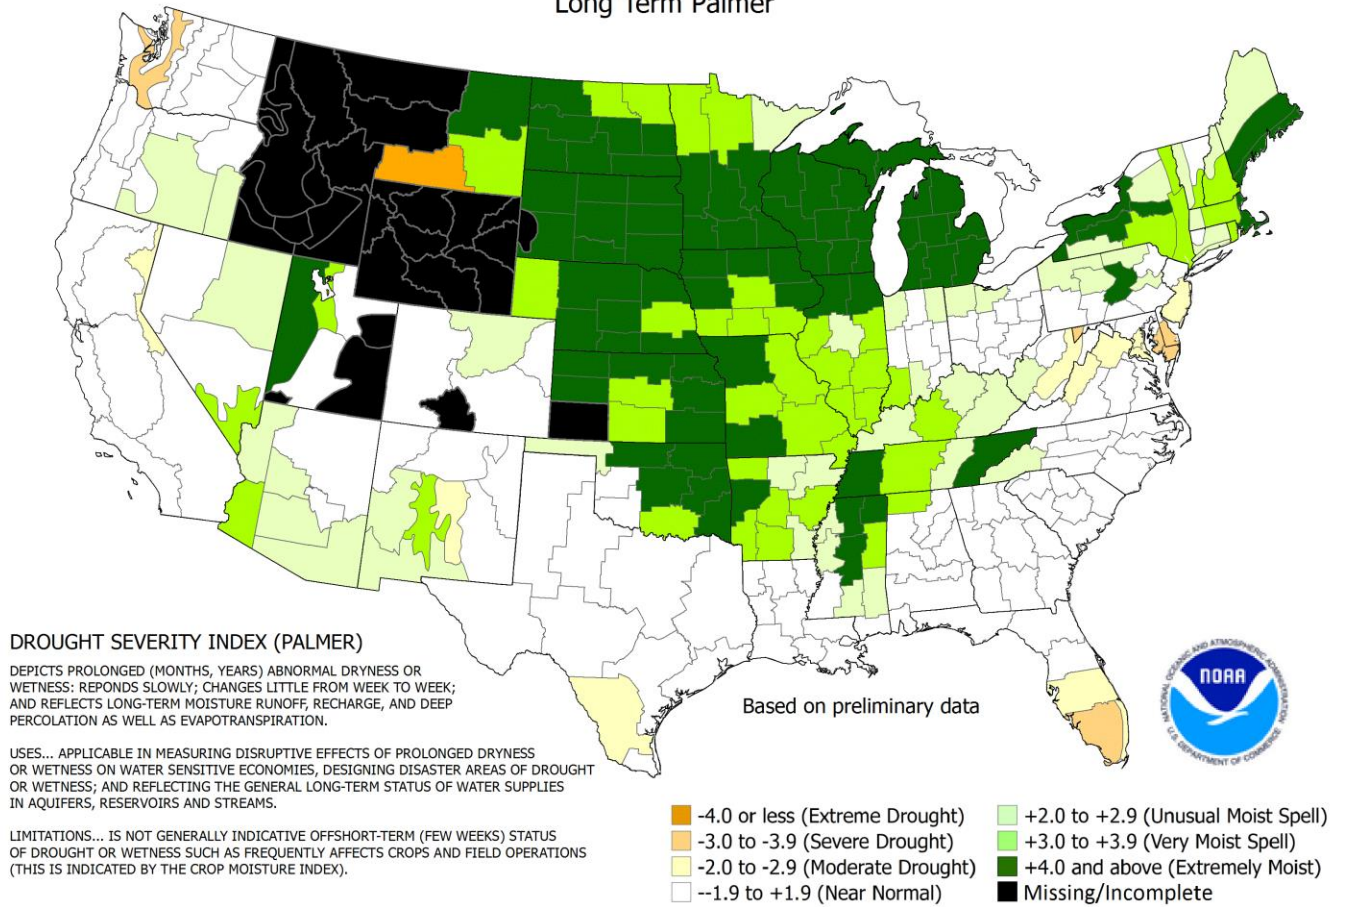 Long Term Palmer
DROUGHT SEVERITY INDEX (PALMER)
DEPICTS PROLONGED (MONTHS, YEARS) ABNORMAL DRYNESS OR
WETNESS: REPONDS SLOWLY; CHANGES LITTLE FROM WEEK TO WEEK;
AND REFLECTS LONG-TERM MOISTURE RUNOFF, RECHARGE, AND DEEP
PERCOLATION AS WELL AS EVAPOTRANSPIRATION.
USES... APPLICABLE IN MEASURING DISRUPTIVE EFFECTS OF PROLONGED DRYNESS
OR WETNESS ON WATER SENSITIVE ECONOMIES, DESIGNING DISASTER AREAS OF DROUGHT
OR WETNESS; AND REFLECTING THE GENERAL LONG-TERM STATUS OF WATER SUPPLIES
IN AQUIFERS, RESERVOIRS AND STREAMS.
LIMITATIONS... IS NOT GENERALLY INDICATIVE OFFSHORT-TERM (FEW WEEKS) STATUS
OF DROUGHT OR WETNESS SUCH AS FREQUENTLY AFFECTS CROPS AND FIELD OPERATIONS
(THIS IS INDICATED BY THE CROP MOISTURE INDEX).
Based on preliminary data
NATIONAL OCEANIC AND ATMOSPHERIC ADMINISTRATION
NOAA
U.S. DEPARTMENT OF COMMERCE
-4.0 or less (Extreme Drought)
-3.0 to -3.9 (Severe Drought)
-2.0 to -2.9 (Moderate Drought)
--1.9 to +1.9 (Near Normal)
+2.0 to +2.9 (Unusual Moist Spell)
+3.0 to +3.9 (Very Moist Spell)
+4.0 and above (Extremely Moist)
Missing/Incomplete